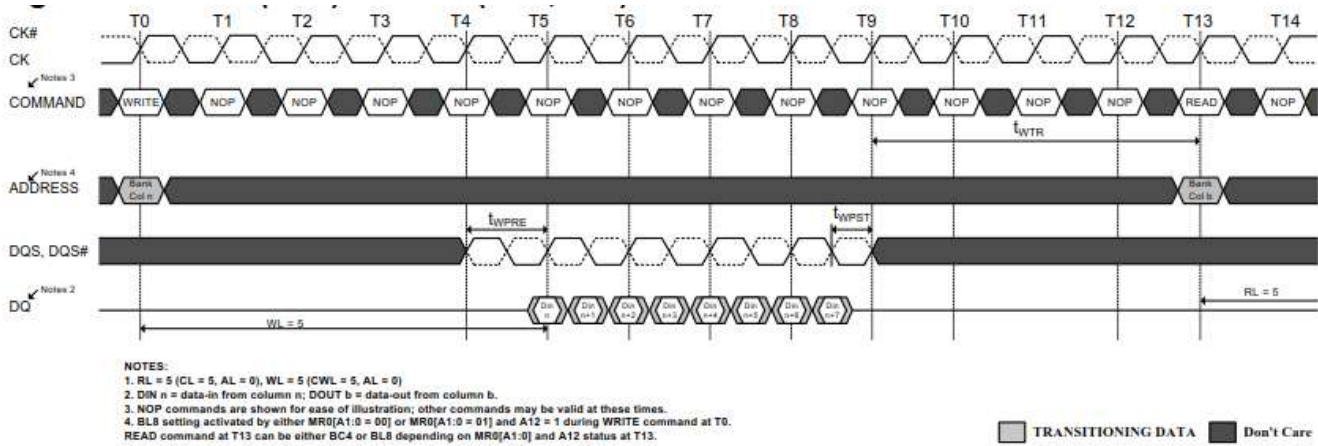 T0 T1 T2 T3 T4 T5 T6 T7 T8 T9 T10 T11 T12 T13 T14
CK#
CK
Notes 3
COMMAND WRITE NOP NOP NOP NOP NOP NOP NOP NOP NOP NOP NOP NOP READ NOP
tWTR
Notes 4
ADDRESS
Bank
Col n
Bank
Col b
tWPRE
tWPST
DQS, DQS#
Notes 2
DQ
Din
n
Din
n+1
Din
n+2
Din
n+3
Din
n+4
Din
n+5
Din
n+6
Din
n+7
RL = 5
WL = 5
NOTES:
1. RL = 5 (CL = 5, AL = 0), WL = 5 (CWL = 5, AL = 0)
2. DIN n = data-in from column n; DOUT b = data-out from column b.
3. NOP commands are shown for ease of illustration; other commands may be valid at these times.
4. BL8 setting activated by either MR0[A1:0 = 00] or MR0[A1:0 = 01] and A12 = 1 during WRITE command at T0.
READ command at T13 can be either BC4 or BL8 depending on MR0[A1:0] and A12 status at T13.
TRANSITIONING DATA Don't Care